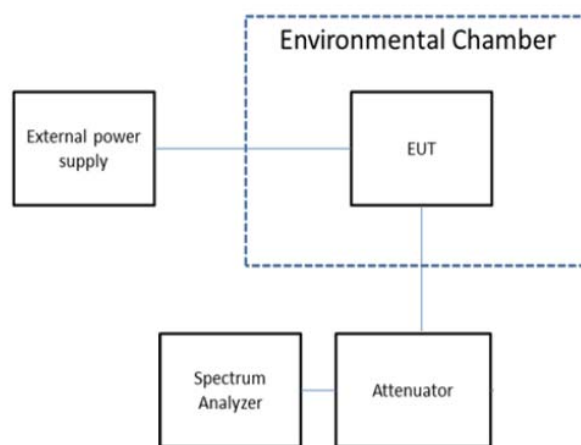 Environmental Chamber
External power
supply
EUT
Spectrum
Analyzer
Attenuator